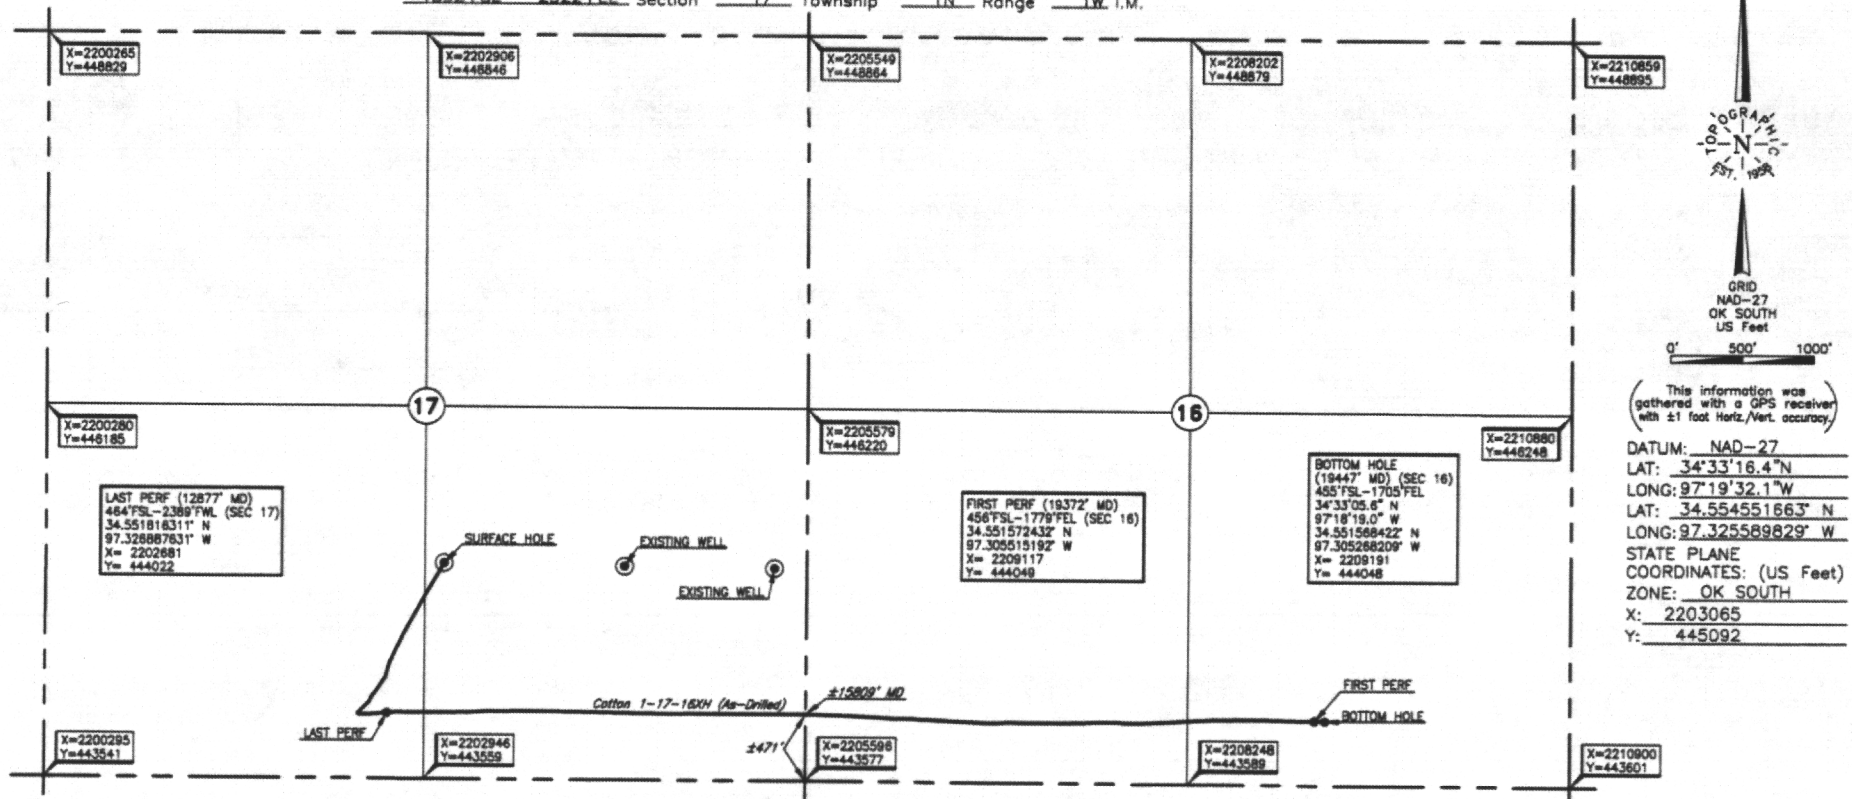 Section 17 Township 1N Range 1W I.M.
X=2200265
Y=448829
X=2202906
Y=448846
X=2205549
Y=448864
X=2208202
Y=448879
X=2210859
Y=448895
TOPOGRAPHIC
N
EST. 1958
GRID
NAD-27
OK SOUTH
US Feet
0' 500' 1000'
This information was
gathered with a GPS receiver
with ±1 foot Horiz./Vert. accuracy.
DATUM: NAD-27
LAT: 34°33'16.4"N
LONG: 97°19'32.1"W
LAT: 34.554551663° N
LONG: 97.325589829° W
STATE PLANE
COORDINATES: (US Feet)
ZONE: OK SOUTH
X: 2203065
Y: 445092
17
16
X=2200280
Y=446185
X=2205579
Y=446220
X=2210880
Y=446248
LAST PERF (12877' MD)
464'FSL-2389'FWL (SEC 17)
34.551818311° N
97.326887631° W
X= 2202681
Y= 444022
SURFACE HOLE
EXISTING WELL
EXISTING WELL
FIRST PERF (19372' MD)
456'FSL-1779'FEL (SEC 16)
34.551572432° N
97.305515192° W
X= 2209117
Y= 444049
BOTTOM HOLE
(19447' MD) (SEC 16)
455'FSL-1705'FEL
34°33'05.6" N
97°18'19.0" W
34.551568422° N
97.305268209° W
X= 2209191
Y= 444048
LAST PERF
Cotton 1-17-16XH (As-Drilled)
±15809' MD
±471'
FIRST PERF
BOTTOM HOLE
X=2200295
Y=443541
X=2202946
Y=443559
X=2205596
Y=443577
X=2208248
Y=443589
X=2210900
Y=443601